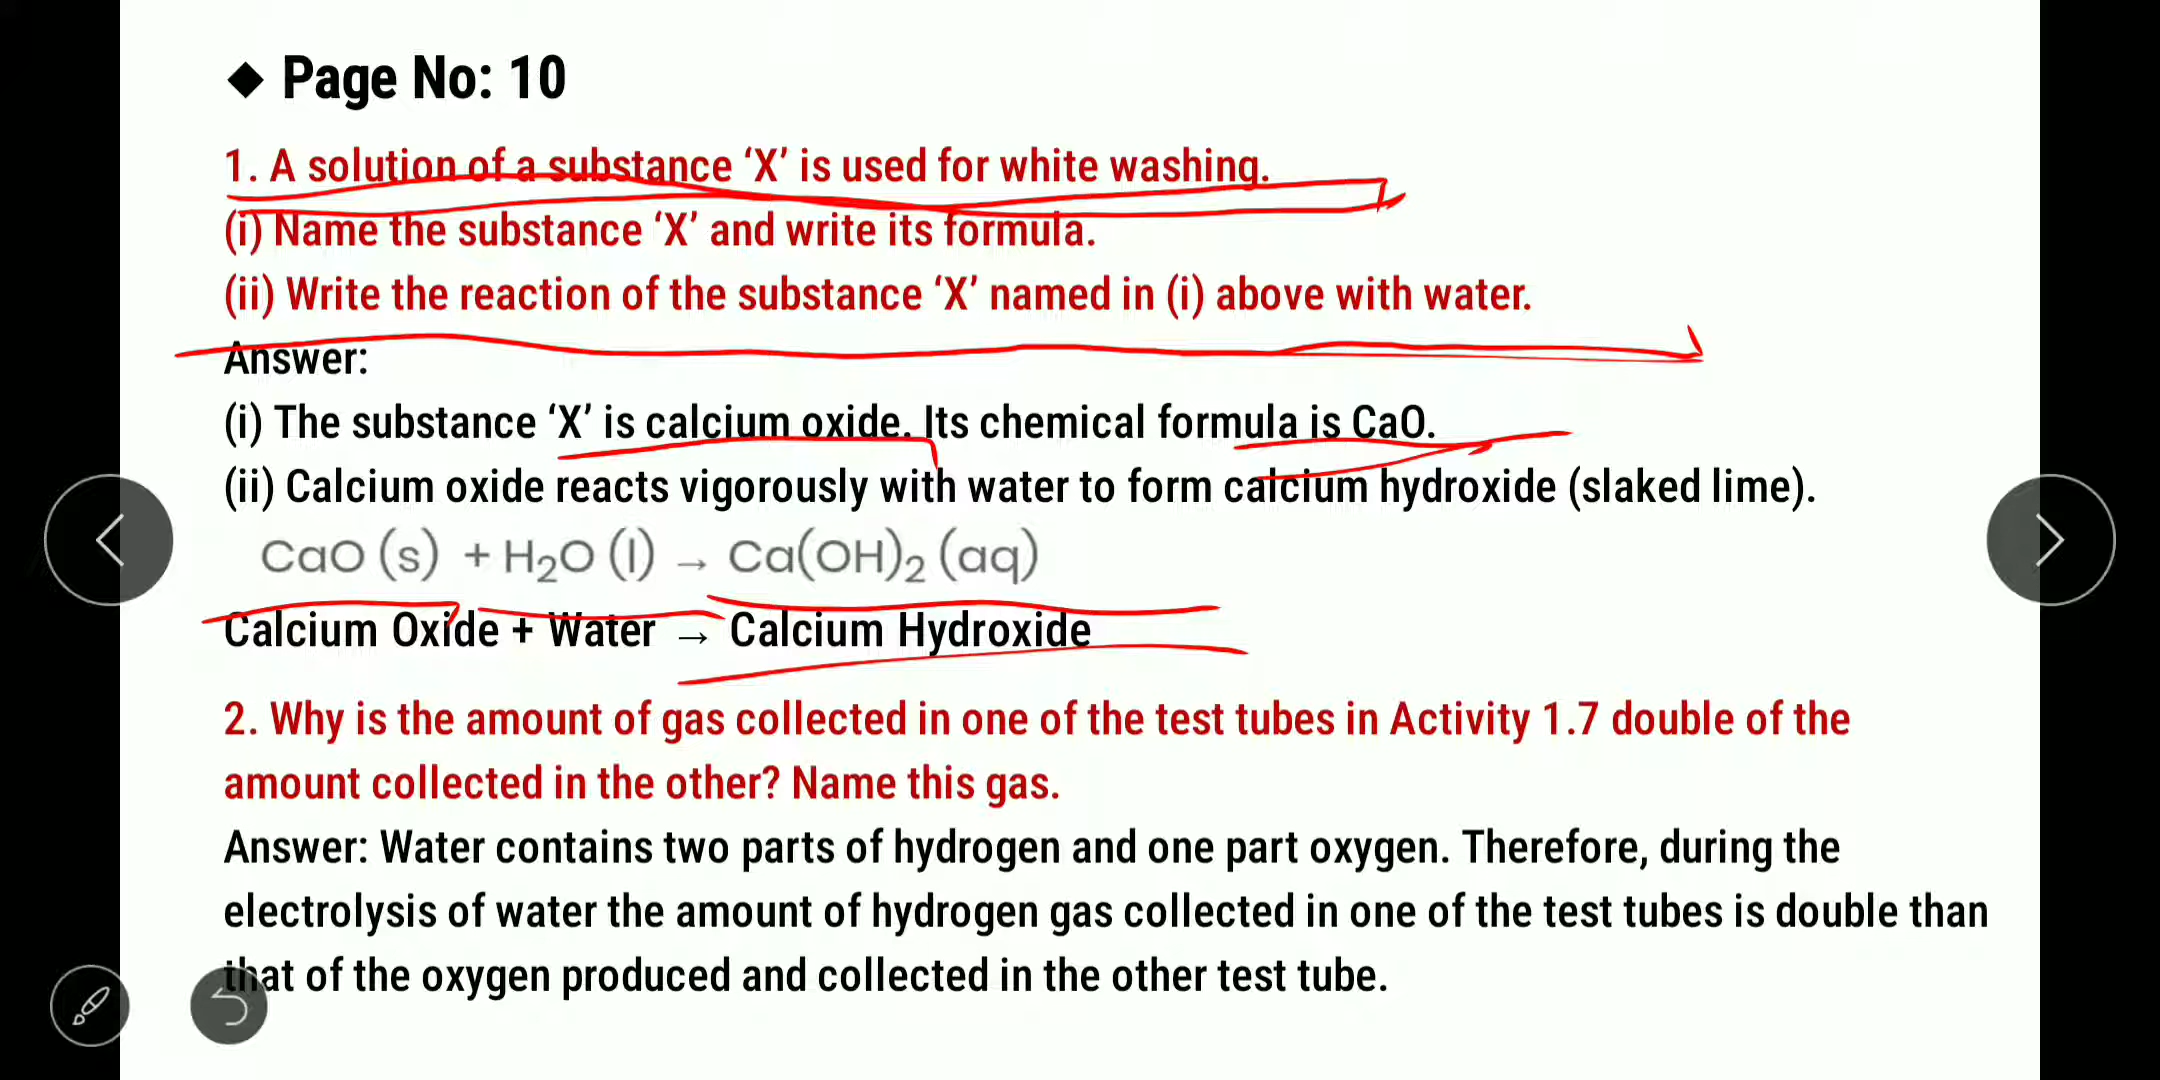 ◆ Page No: 10
1. A solution of a substance ‘X’ is used for white washing.
(i) Name the substance ‘X’ and write its formula.
(ii) Write the reaction of the substance ‘X’ named in (i) above with water.
Answer:
(i) The substance ‘X’ is calcium oxide. Its chemical formula is CaO.
(ii) Calcium oxide reacts vigorously with water to form calcium hydroxide (slaked lime).
CaO (s) + H₂O (l) → Ca(OH)₂ (aq)
Calcium Oxide + Water → Calcium Hydroxide
2. Why is the amount of gas collected in one of the test tubes in Activity 1.7 double of the
amount collected in the other? Name this gas.
Answer: Water contains two parts of hydrogen and one part oxygen. Therefore, during the
electrolysis of water the amount of hydrogen gas collected in one of the test tubes is double than
that of the oxygen produced and collected in the other test tube.